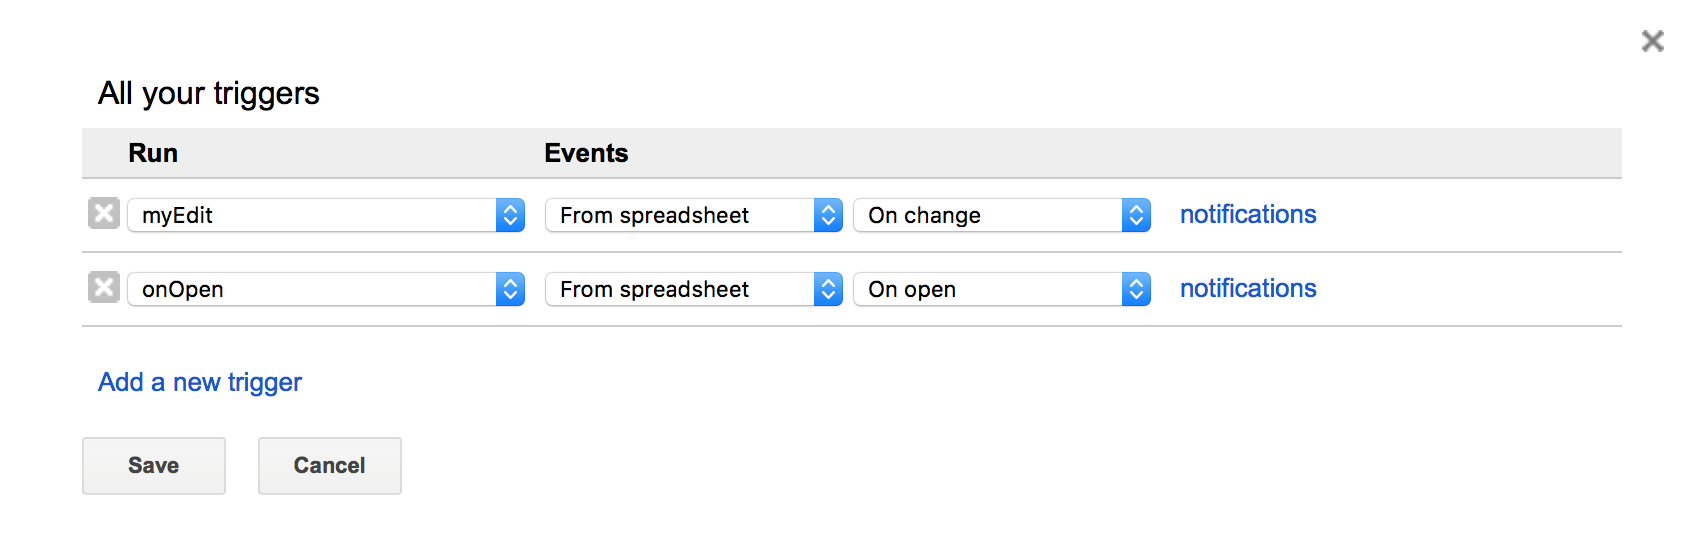 All your triggers
Run Events
myEdit From spreadsheet On change notifications
onOpen From spreadsheet On open notifications
Add a new trigger
Save Cancel